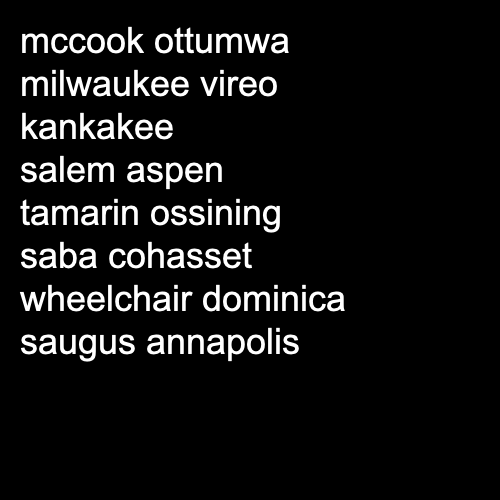 mccook ottumwa
milwaukee vireo
kankakee
salem aspen
tamarin ossining
saba cohasset
wheelchair dominica
saugus annapolis